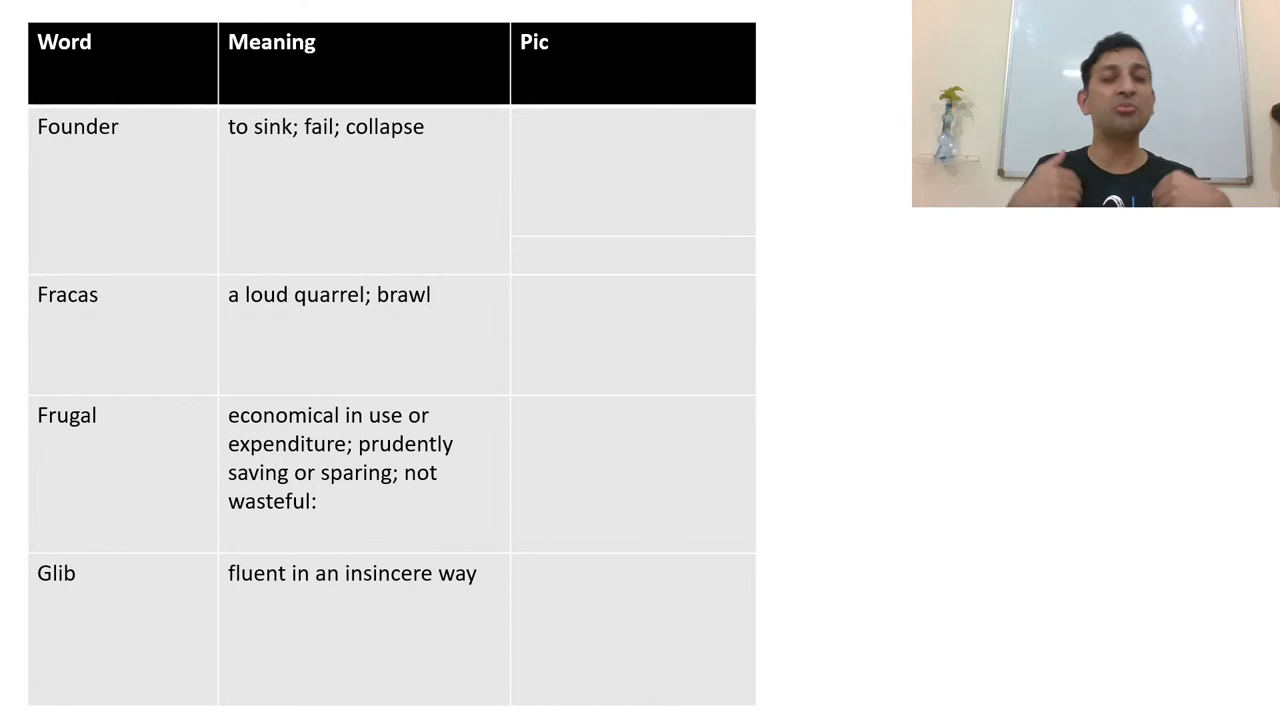 Word Meaning Pic
Founder to sink; fail; collapse
Fracas a loud quarrel; brawl
Frugal economical in use or
expenditure; prudently
saving or sparing; not
wasteful:
Glib fluent in an insincere way